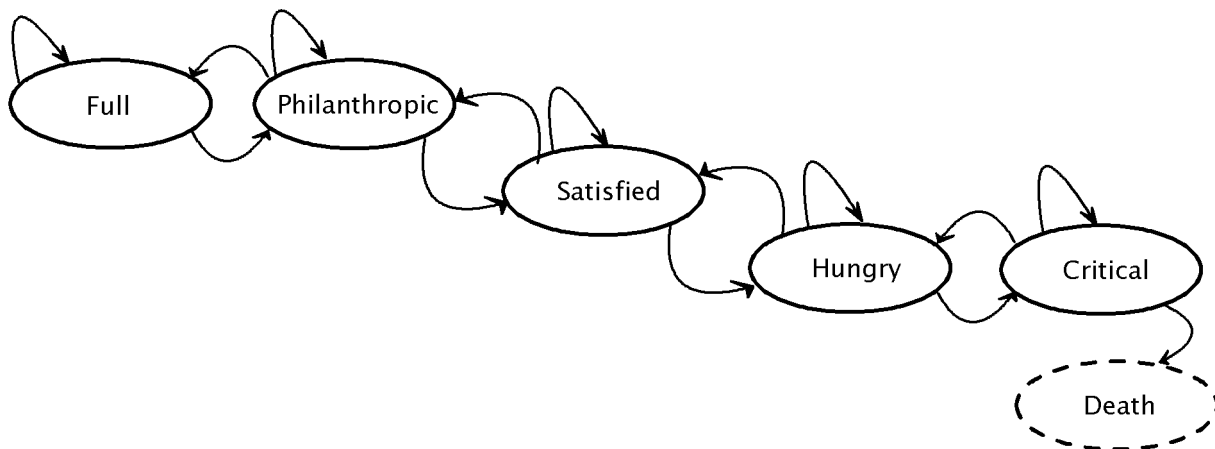 Full
Philanthropic
Satisfied
Hungry
Critical
Death